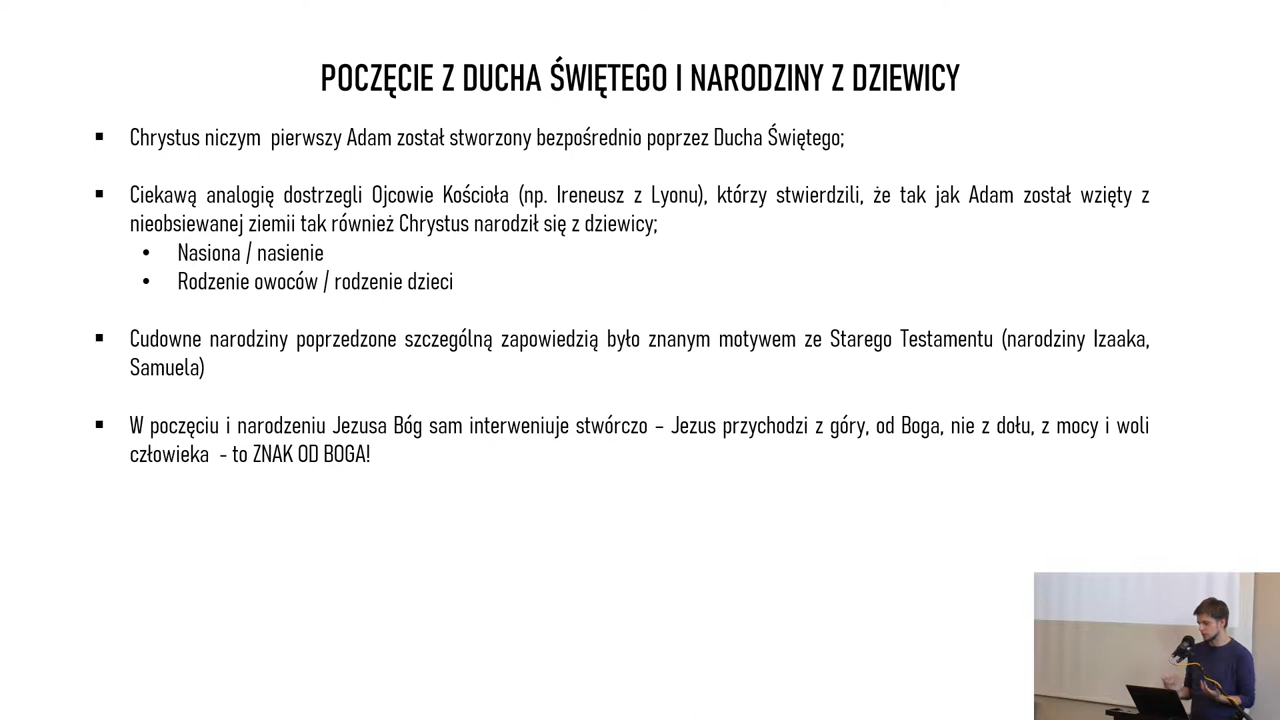 POCZĘCIE Z DUCHA ŚWIĘTEGO I NARODZINY Z DZIEWICY
▪ Chrystus niczym pierwszy Adam został stworzony bezpośrednio poprzez Ducha Świętego;
▪ Ciekawą analogię dostrzegli Ojcowie Kościoła (np. Ireneusz z Lyonu), którzy stwierdzili, że tak jak Adam został wzięty z
nieobsiewanej ziemii tak również Chrystus narodził się z dziewicy;
• Nasiona / nasienie
• Rodzenie owoców / rodzenie dzieci
▪ Cudowne narodziny poprzedzone szczególną zapowiedzią było znanym motywem ze Starego Testamentu (narodziny Izaaka,
Samuela)
▪ W poczęciu i narodzeniu Jezusa Bóg sam interweniuje stwórczo – Jezus przychodzi z góry, od Boga, nie z dołu, z mocy i woli
człowieka - to ZNAK OD BOGA!